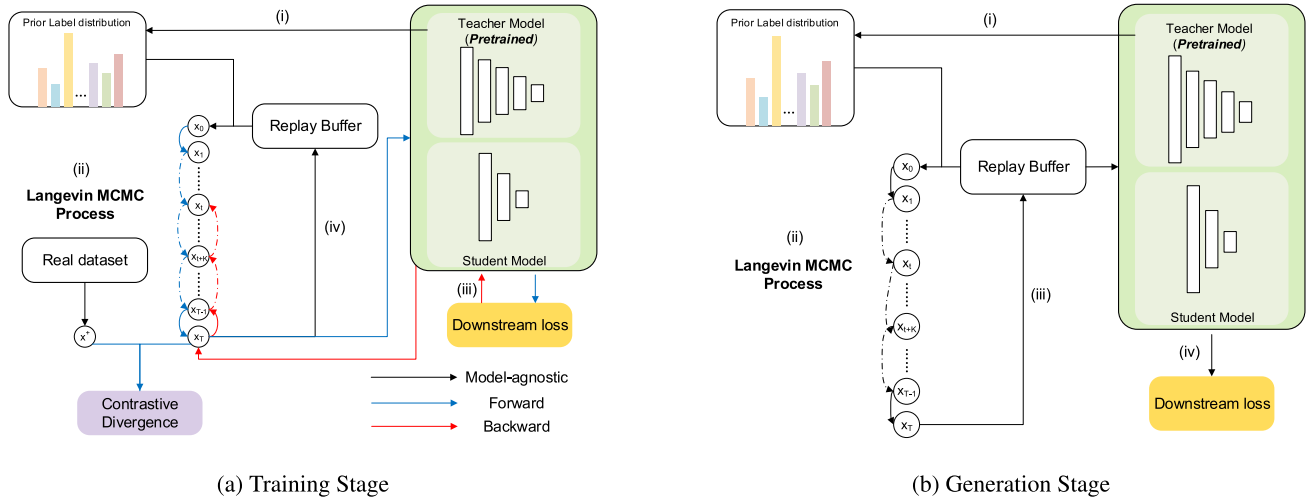 Prior Label distribution
(i)
Teacher Model
(Pretrained)
...
x0
Replay Buffer
x1
(ii)
Langevin MCMC
Process
xt
(iv)
Real dataset
xt+K
Student Model
(iii)
xT-1
Downstream loss
x+
xT
Model-agnostic
Contrastive
Divergence
Forward
Backward
(a) Training Stage
Prior Label distribution
(i)
Teacher Model
(Pretrained)
...
x0
Replay Buffer
x1
(ii)
Langevin MCMC
Process
xt
(iii)
xt+K
Student Model
(iv)
xT-1
Downstream loss
xT
(b) Generation Stage